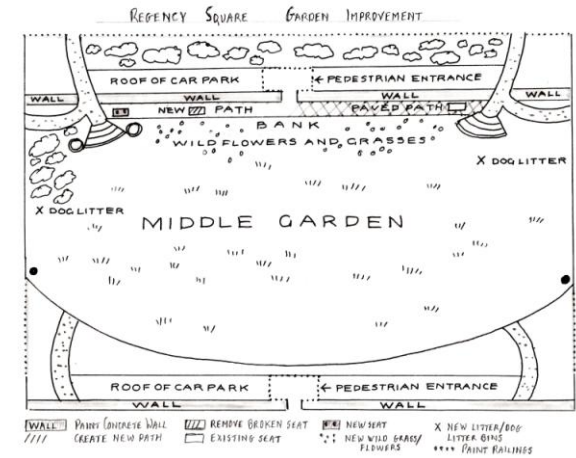 REGENCY SQUARE GARDEN IMPROVEMENT
ROOF OF CAR PARK ← PEDESTRIAN ENTRANCE
WALL WALL WALL WALL
NEW PATH PAVED PATH
BANK
WILD FLOWERS AND GRASSES
X DOG LITTER
X DOG LITTER
MIDDLE GARDEN
ROOF OF CAR PARK ← PEDESTRIAN ENTRANCE
WALL WALL
WALL PAINT CONCRETE WALL REMOVE BROKEN SEAT NEW SEAT X NEW LITTER/DOG
LITTER BINS
CREATE NEW PATH EXISTING SEAT NEW WILD GRASS/
FLOWERS
PAINT RAILINGS